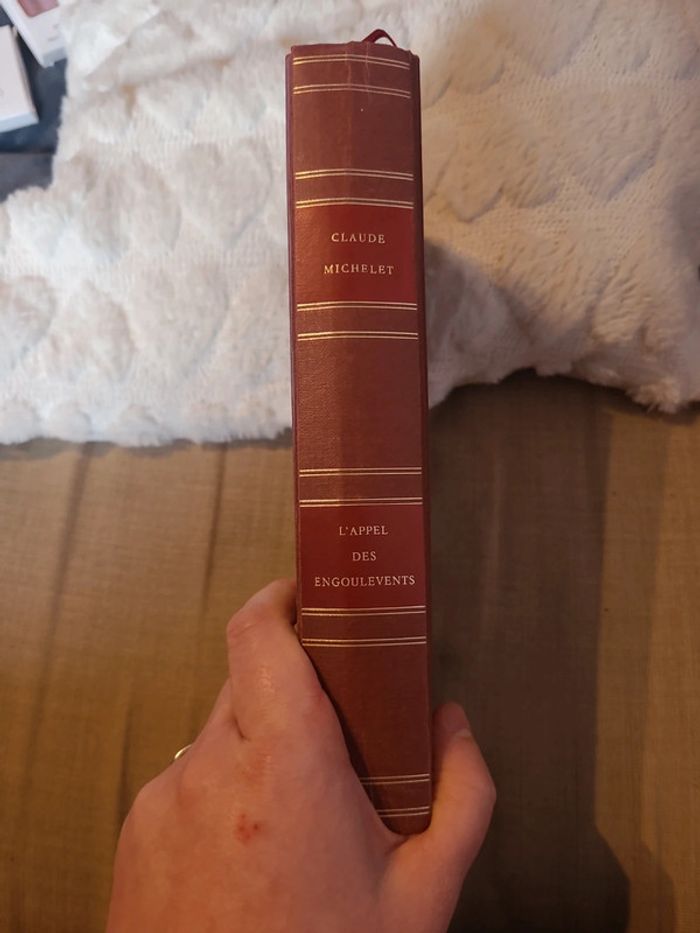 CLAUDE
MICHELET
L'APPEL
DES
ENGOULEVENTS